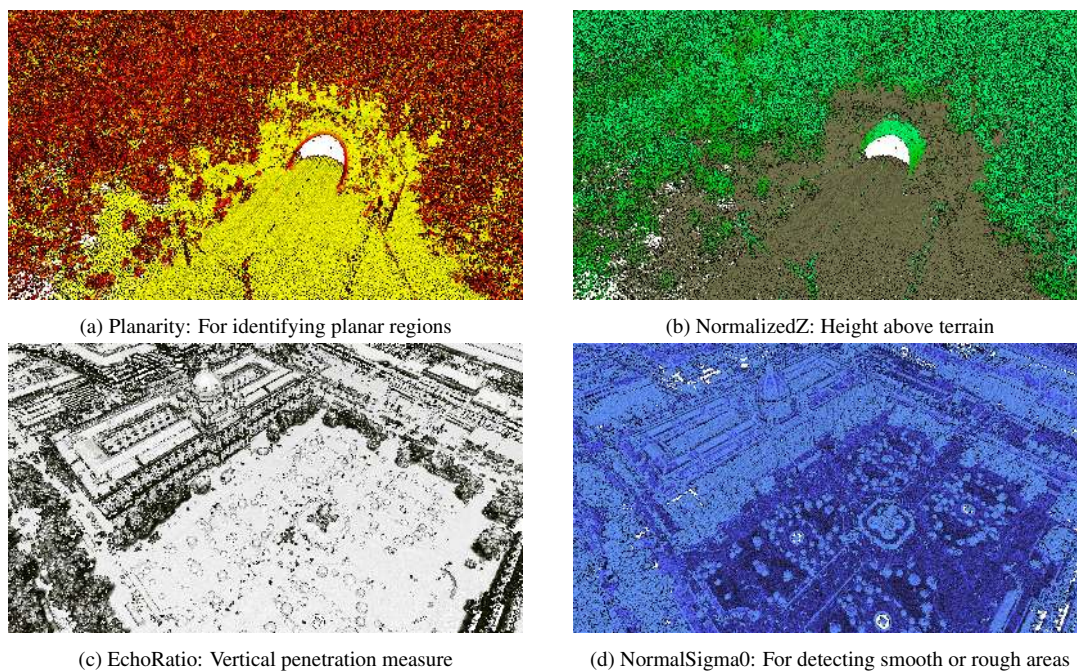 (a) Planarity: For identifying planar regions
(b) NormalizedZ: Height above terrain
(c) EchoRatio: Vertical penetration measure
(d) NormalSigma0: For detecting smooth or rough areas